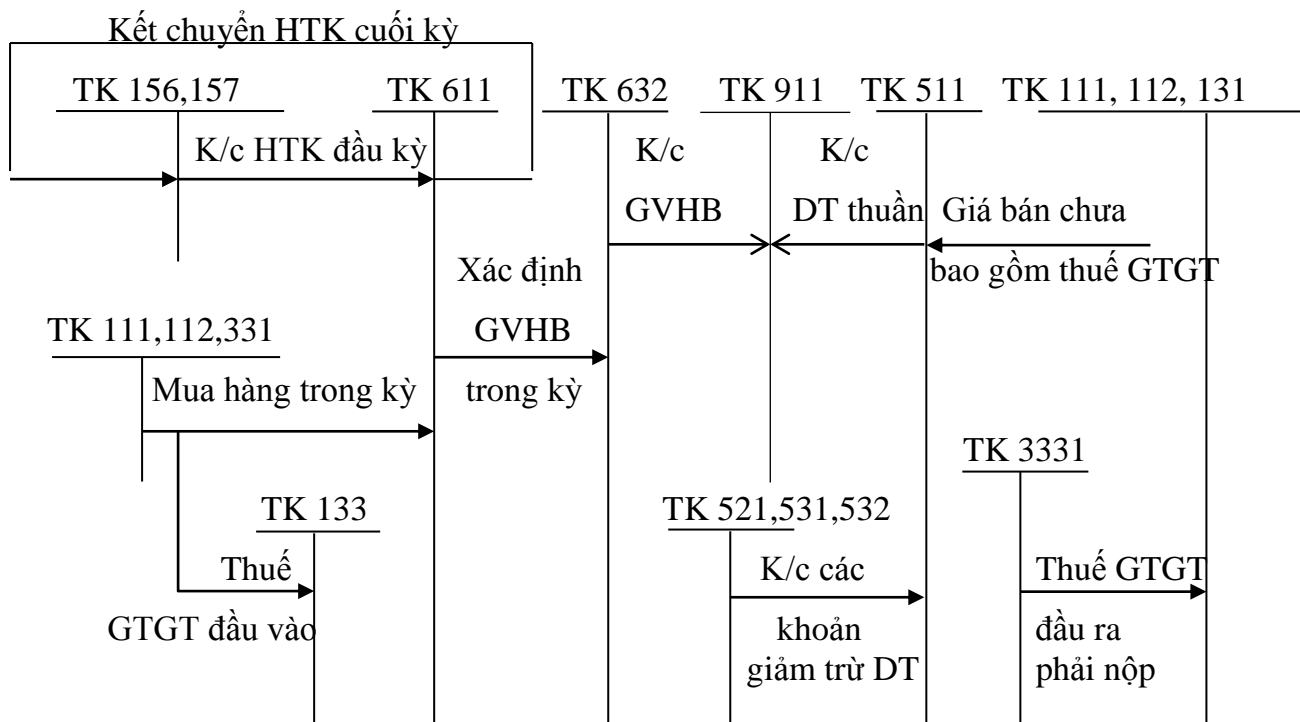 Kết chuyển HTK cuối kỳ
TK 156,157
TK 611
TK 632
TK 911
TK 511
TK 111, 112, 131
K/c HTK đầu kỳ
K/c
K/c
GVHB
DT thuần
Giá bán chưa
bao gồm thuế GTGT
Xác định
GVHB
trong kỳ
TK 111,112,331
Mua hàng trong kỳ
TK 133
Thuế
GTGT đầu vào
TK 521,531,532
K/c các
khoản
giảm trừ DT
TK 3331
Thuế GTGT
đầu ra
phải nộp